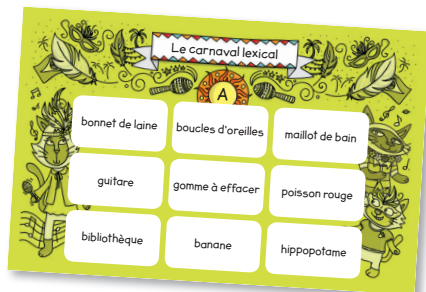 Le carnaval lexical
A
bonnet de laine
boucles d'oreilles
maillot de bain
guitare
gomme à effacer
poisson rouge
bibliothèque
banane
hippopotame